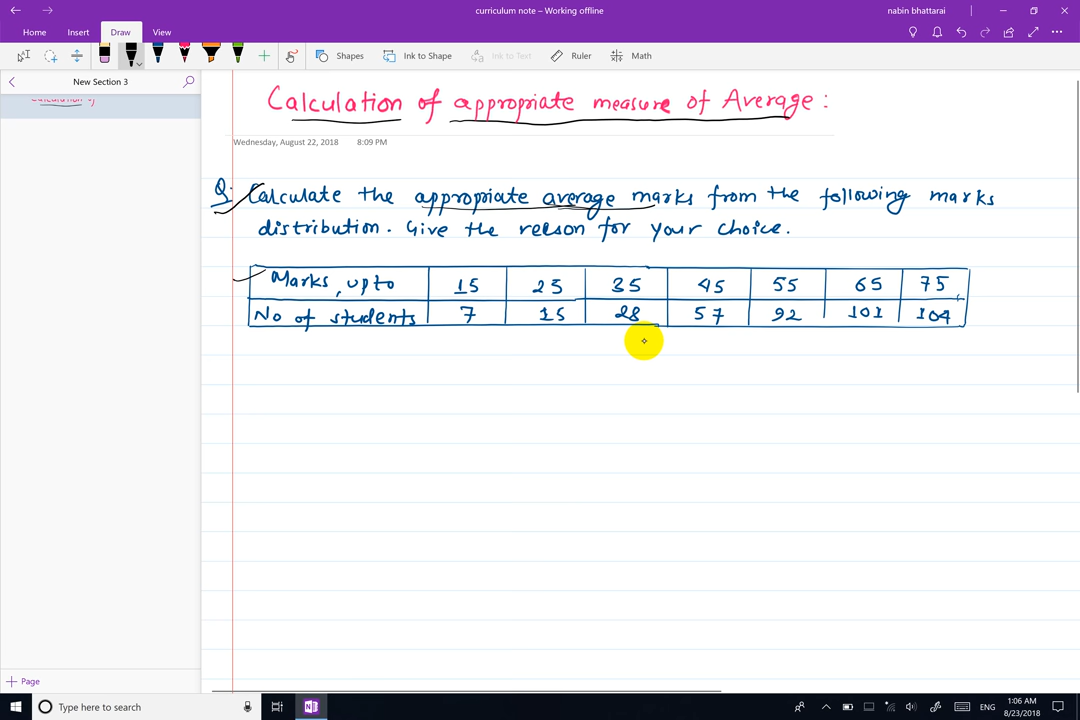 curriculum note – Working offline
nabin bhattarai
Home Insert Draw View
Shapes Ink to Shape Ink to Text Ruler Math
New Section 3
Calculation of
Calculation of appropriate measure of Average:
Wednesday, August 22, 2018 8:09 PM
Q: Calculate the appropriate average marks from the following marks
distribution. Give the reeson for your choice.
Marks, upto 15 25 35 45 55 65 75
No of students 7 15 28 57 92 101 104
Page
Type here to search
ENG
1:06 AM
8/23/2018